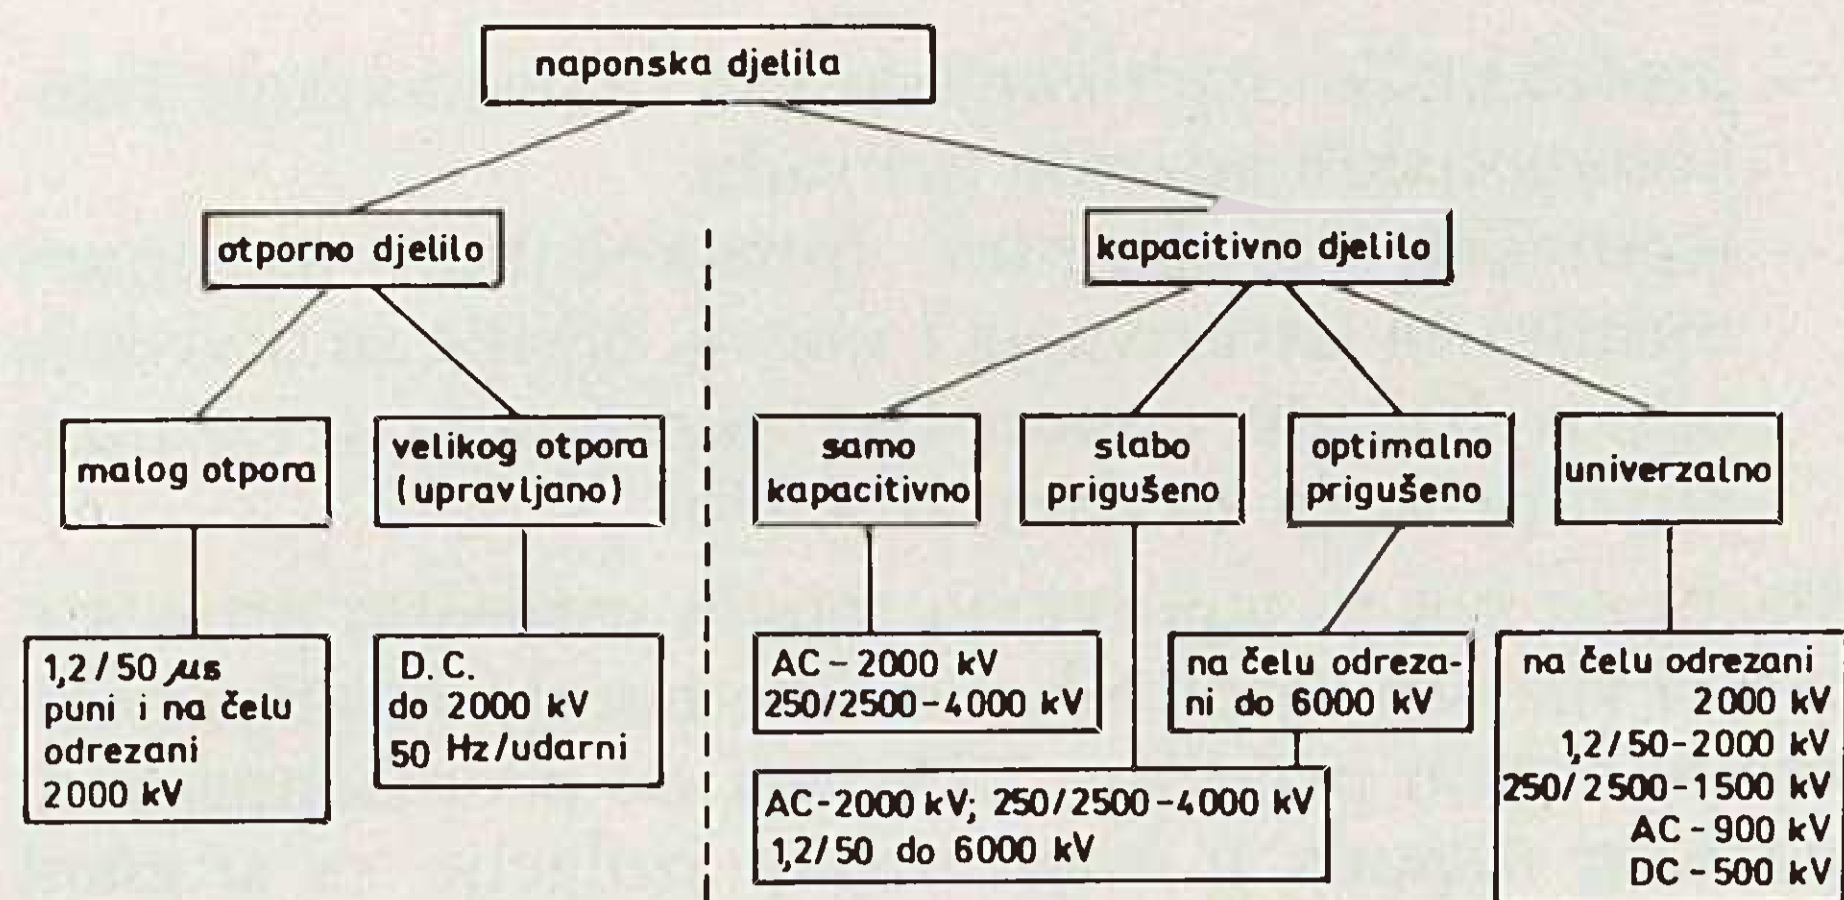 naponska djelila
otporno djelilo
kapacitivno djelilo
malog otpora
velikog otpora
(upravljano)
samo
kapacitivno
slabo
prigušeno
optimalno
prigušeno
univerzalno
1,2/50 µs
puni i na čelu
odrezani
2000 kV
D.C.
do 2000 kV
50 Hz/udarni
AC-2000 kV
250/2500-4000 kV
na čelu odreza-
ni do 6000 kV
AC-2000 kV; 250/2500-4000 kV
1,2/50 do 6000 kV
na čelu odrezani
2000 kV
1,2/50-2000 kV
250/2500-1500 kV
AC-900 kV
DC-500 kV